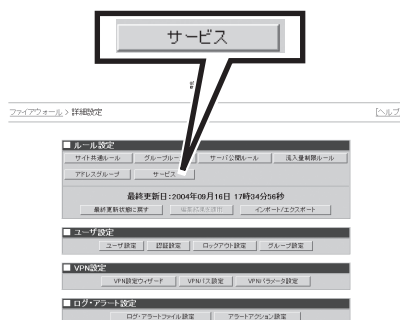 サービス
ファイアウォール > 詳細設定
[ヘルプ
■ ルール設定
サイト共通ルール グループルー サーバ公開ルール 流入量制限ルール
アドレスグループ サービス
最終更新日:2004年09月16日 17時34分56秒
最終更新状態に戻す 編集結果を適用 インポート/エクスポート
■ ユーザ設定
ユーザ設定 認証設定 ロックアウト設定 グループ設定
■ VPN設定
VPN設定ウィザード VPNパス設定 VPNパラメータ設定
■ ログ・アラート設定
ログ・アラートファイル設定 アラートアクション設定